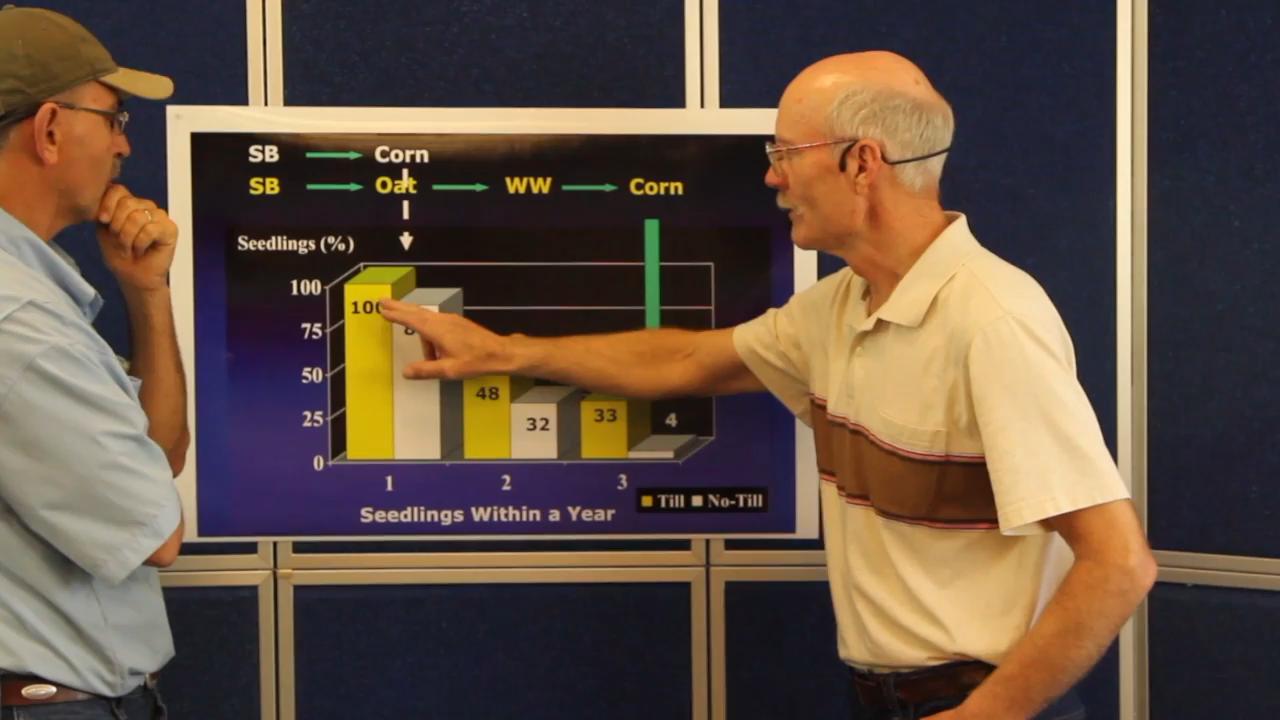 SB → Corn
SB → Oat → WW → Corn
Seedlings (%)
100
75
50
25
0
100
48
32
33
4
1 2 3
Till No-Till
Seedlings Within a Year